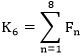 K₆ = ∑ₙ₌₁⁸ Fₙ